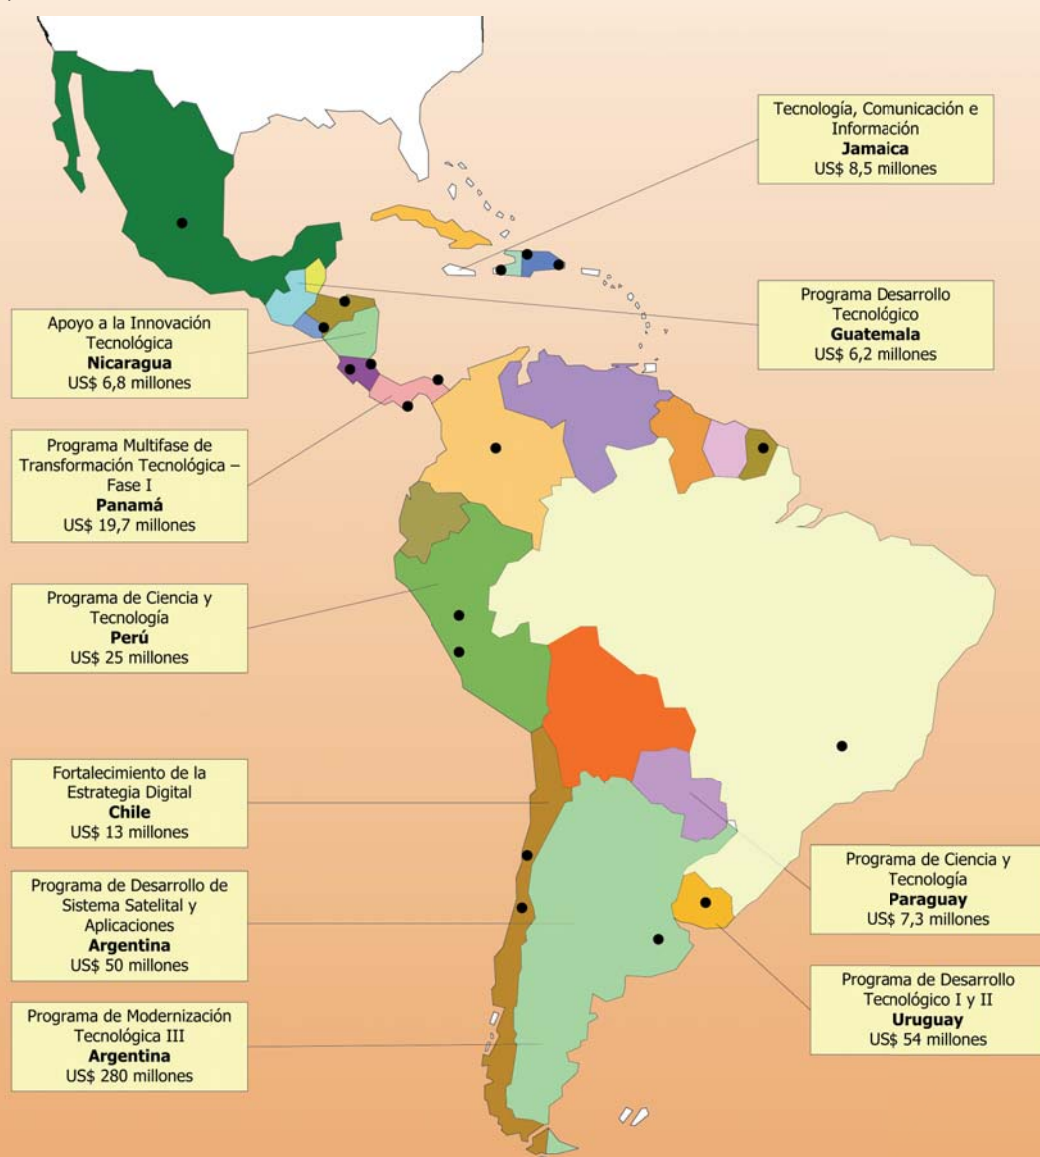 Tecnología, Comunicación e
Información
Jamaica
US$ 8,5 millones
Programa Desarrollo
Tecnológico
Guatemala
US$ 6,2 millones
Apoyo a la Innovación
Tecnológica
Nicaragua
US$ 6,8 millones
Programa Multifase de
Transformación Tecnológica –
Fase I
Panamá
US$ 19,7 millones
Programa de Ciencia y
Tecnología
Perú
US$ 25 millones
Fortalecimiento de la
Estrategia Digital
Chile
US$ 13 millones
Programa de Desarrollo de
Sistema Satelital y
Aplicaciones
Argentina
US$ 50 millones
Programa de Modernización
Tecnológica III
Argentina
US$ 280 millones
Programa de Ciencia y
Tecnología
Paraguay
US$ 7,3 millones
Programa de Desarrollo
Tecnológico I y II
Uruguay
US$ 54 millones